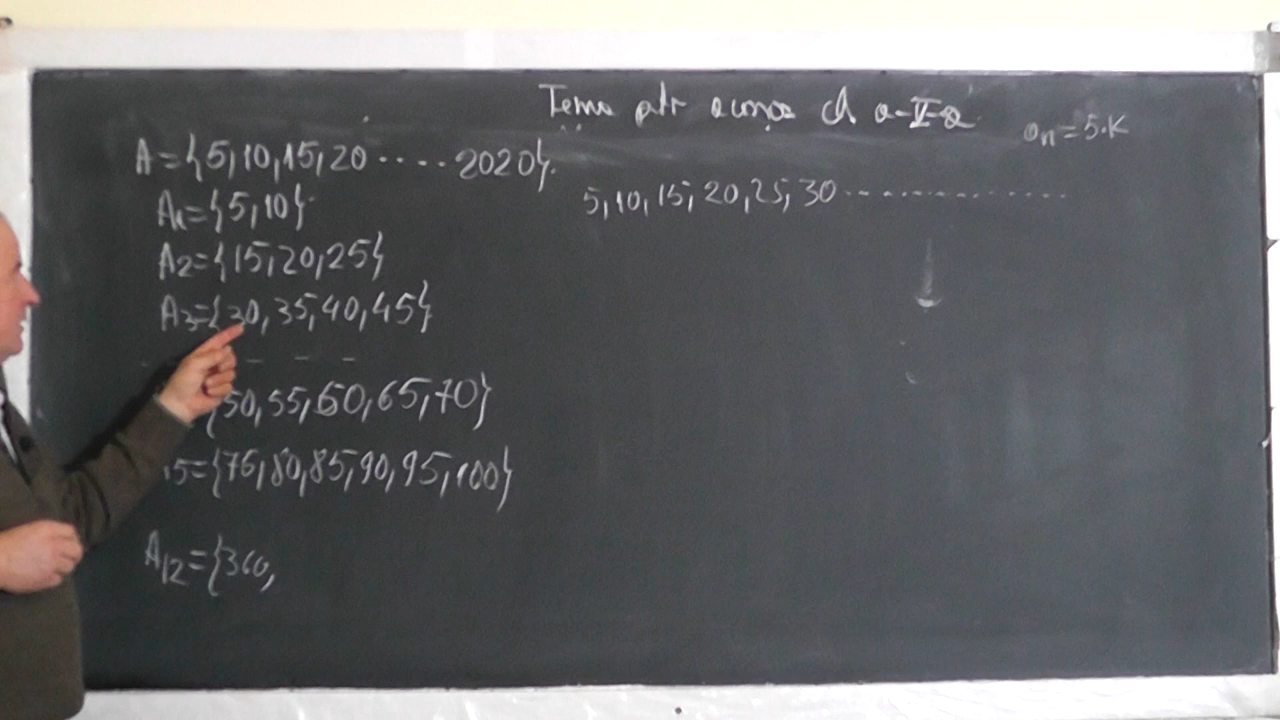 Tema ptr acasa cl a-V-a
an=5.K
A={5,10,15,20.....2020}.
5,10,15,20,25,30..............
A1={5,10}
A2={15,20,25}
A3={30,35,40,45}
- - -
{50,55,60,65,70}
5={76,80,85,90,95,100}
A12={360,